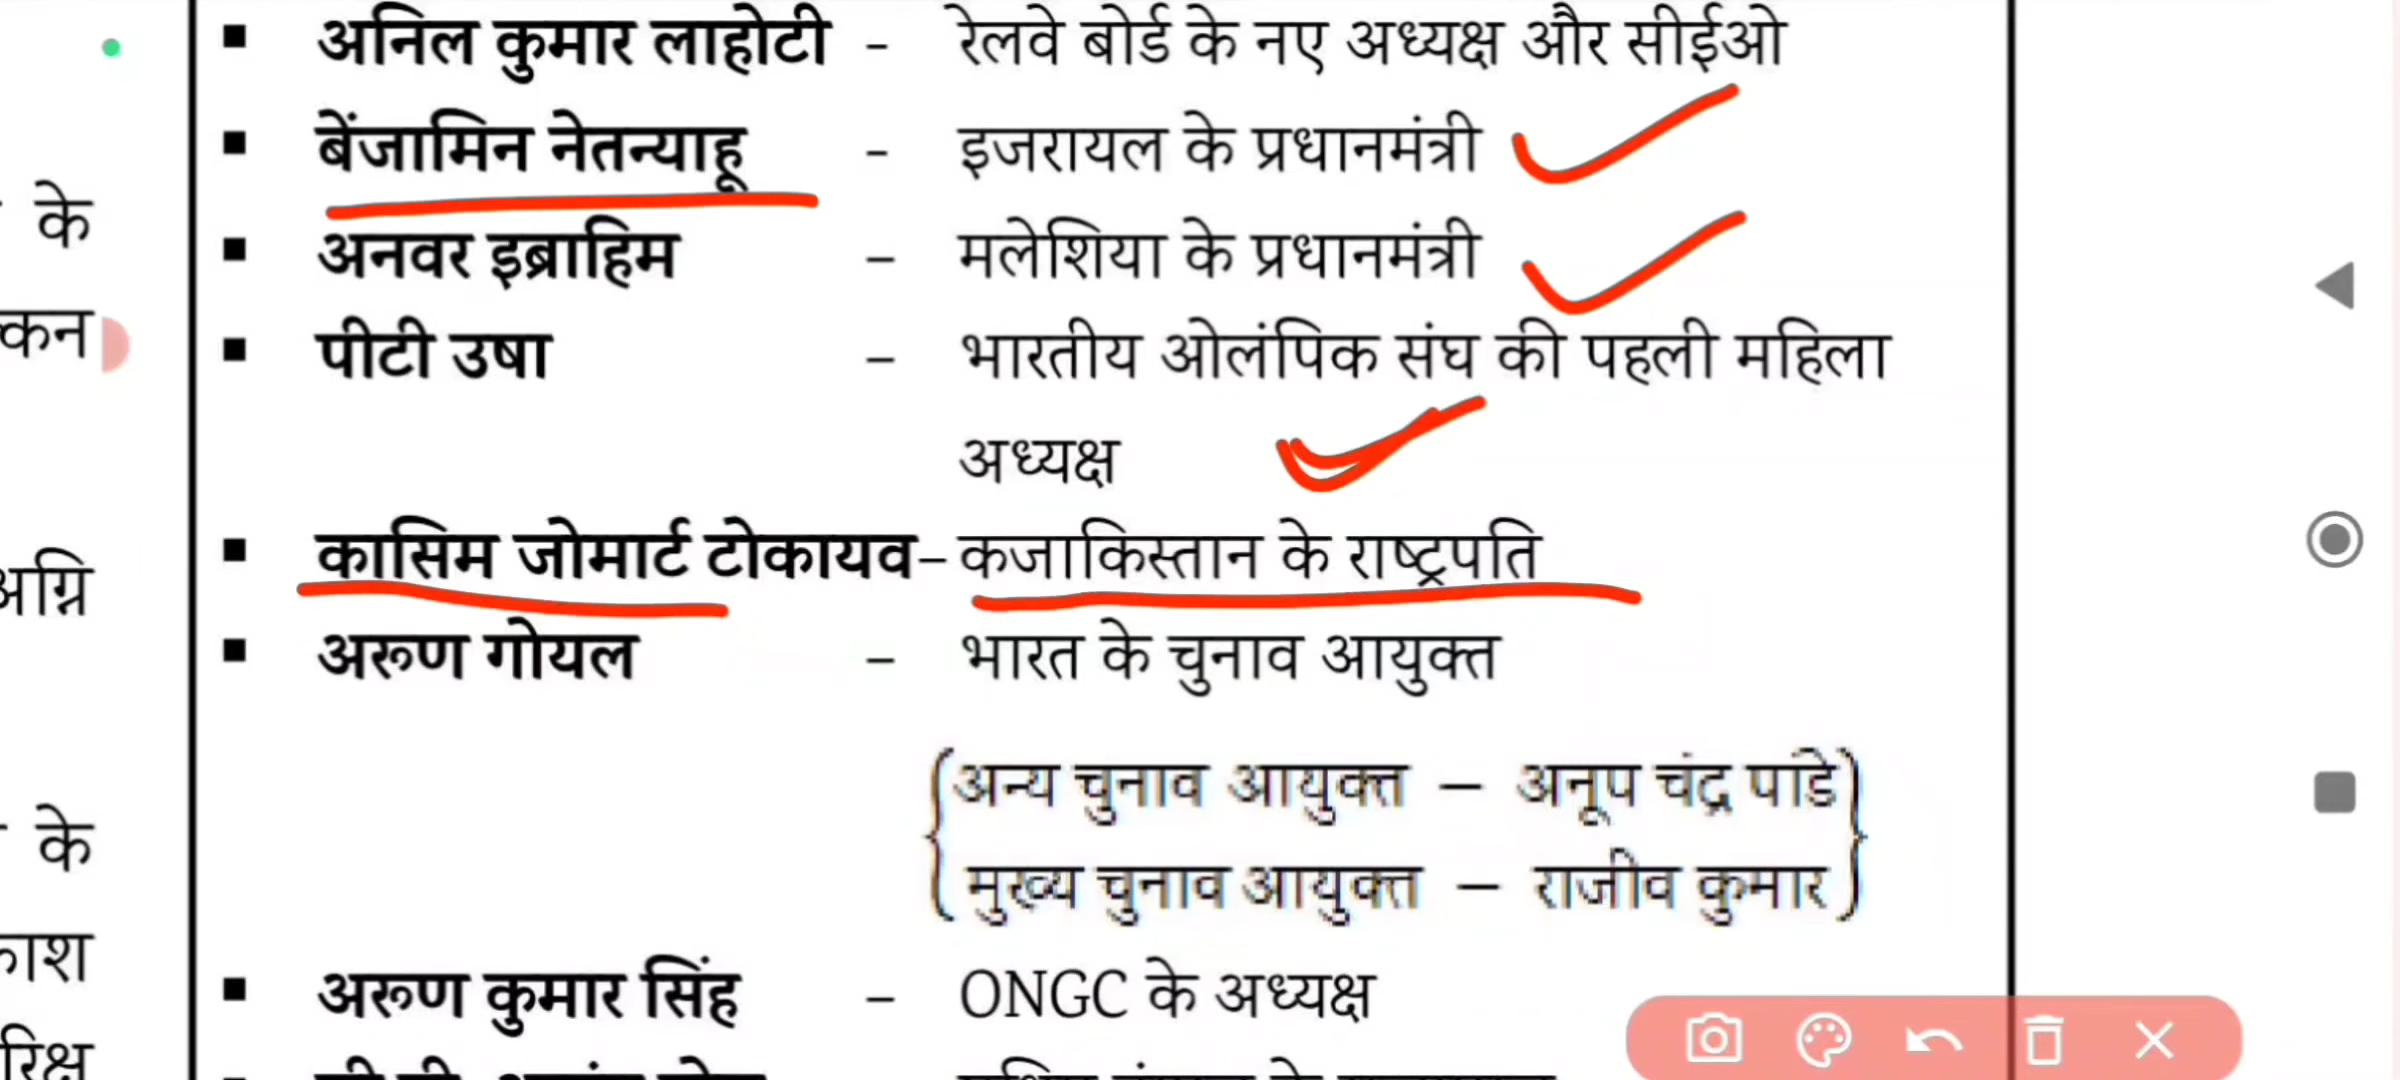 अनिल कुमार लाहोटी - रेलवे बोर्ड के नए अध्यक्ष और सीईओ
बेंजामिन नेतन्याहू - इजरायल के प्रधानमंत्री
के
अनवर इब्राहिम – मलेशिया के प्रधानमंत्री
कन
पीटी उषा – भारतीय ओलंपिक संघ की पहली महिला
अध्यक्ष
कासिम जोमार्ट टोकायव– कजाकिस्तान के राष्ट्रपति
अग्नि
अरूण गोयल – भारत के चुनाव आयुक्त
अन्य चुनाव आयुक्त – अनूप चंद्र पांडे
के
मुख्य चुनाव आयुक्त – राजीव कुमार
काश
अरूण कुमार सिंह – ONGC के अध्यक्ष
रिक्ष